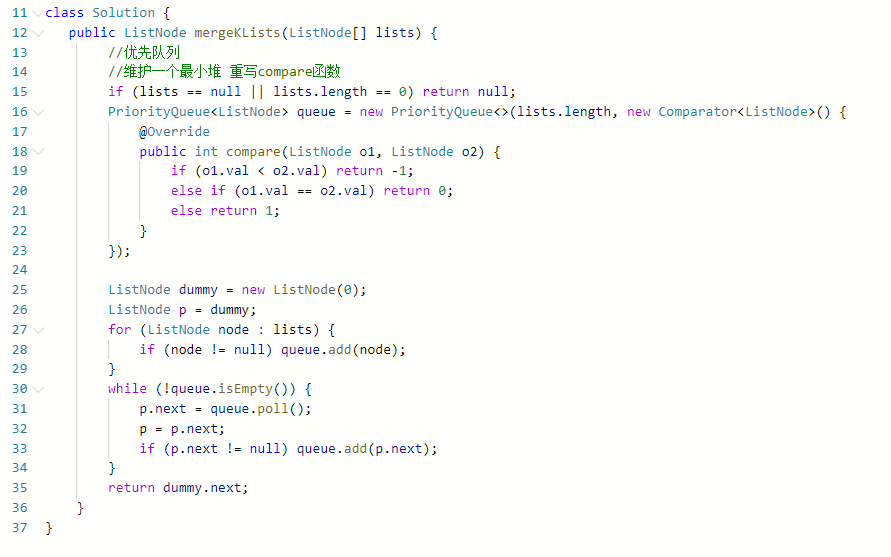 11 class Solution {
12 public ListNode mergeKLists(ListNode[] lists) {
13 //优先队列
14 //维护一个最小堆 重写compare函数
15 if (lists == null || lists.length == 0) return null;
16 PriorityQueue<ListNode> queue = new PriorityQueue<>(lists.length, new Comparator<ListNode>() {
17 @Override
18 public int compare(ListNode o1, ListNode o2) {
19 if (o1.val < o2.val) return -1;
20 else if (o1.val == o2.val) return 0;
21 else return 1;
22 }
23 });
24
25 ListNode dummy = new ListNode(0);
26 ListNode p = dummy;
27 for (ListNode node : lists) {
28 if (node != null) queue.add(node);
29 }
30 while (!queue.isEmpty()) {
31 p.next = queue.poll();
32 p = p.next;
33 if (p.next != null) queue.add(p.next);
34 }
35 return dummy.next;
36 }
37 }